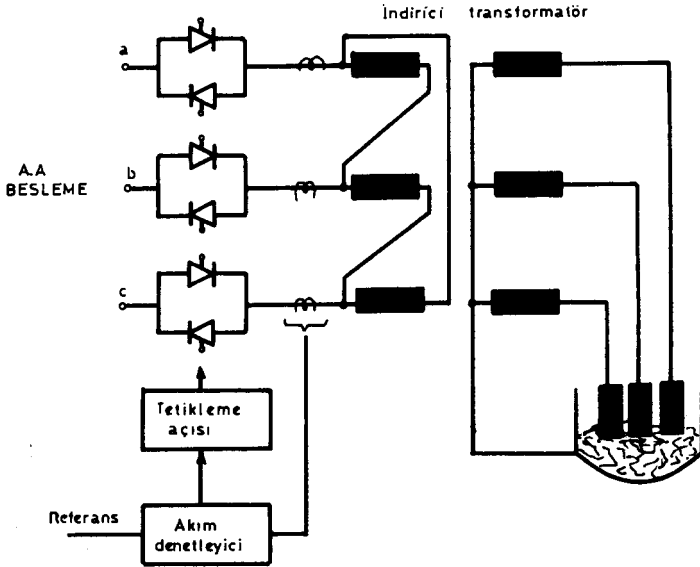 İndirici transformatör
a
A.A
BESLEME
b
c
Tetikleme
açısı
Referans
Akım
denetleyici